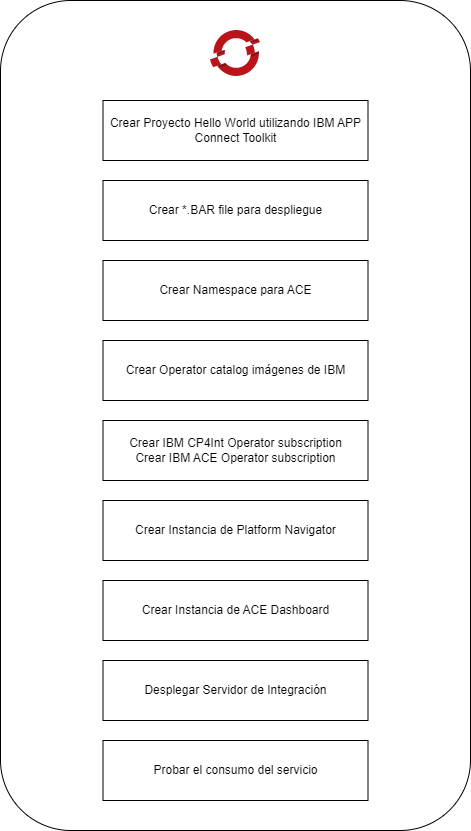 Crear Proyecto Hello World utilizando IBM APP
Connect Toolkit
Crear *.BAR file para despliegue
Crear Namespace para ACE
Crear Operator catalog imágenes de IBM
Crear IBM CP4Int Operator subscription
Crear IBM ACE Operator subscription
Crear Instancia de Platform Navigator
Crear Instancia de ACE Dashboard
Desplegar Servidor de Integración
Probar el consumo del servicio